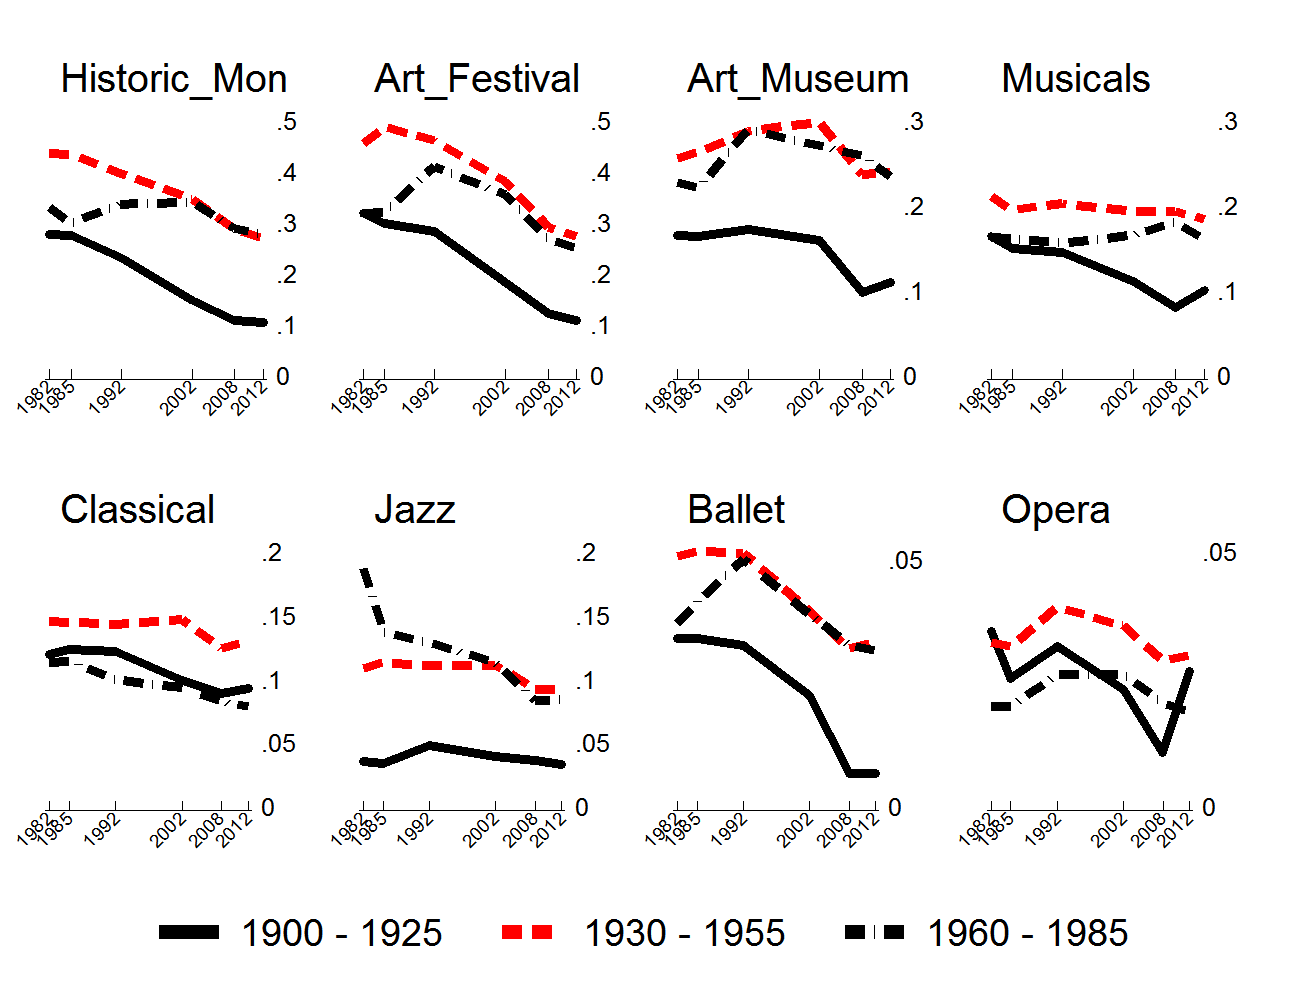 Historic_Mon Art_Festival Art_Museum Musicals
.5 .5 .3 .3
.4 .4
.3 .3 .2 .2
.2 .2
.1 .1 .1 .1
0 0 0 0
1982 1985 1992 2002 2008 2012 1982 1985 1992 2002 2008 2012 1982 1985 1992 2002 2008 2012 1982 1985 1992 2002 2008 2012
Classical Jazz Ballet Opera
.2 .2 .05 .05
.15 .15
.1 .1
.05 .05
0 0 0 0
1982 1985 1992 2002 2008 2012 1982 1985 1992 2002 2008 2012 1982 1985 1992 2002 2008 2012 1982 1985 1992 2002 2008 2012
1900 - 1925 1930 - 1955 1960 - 1985